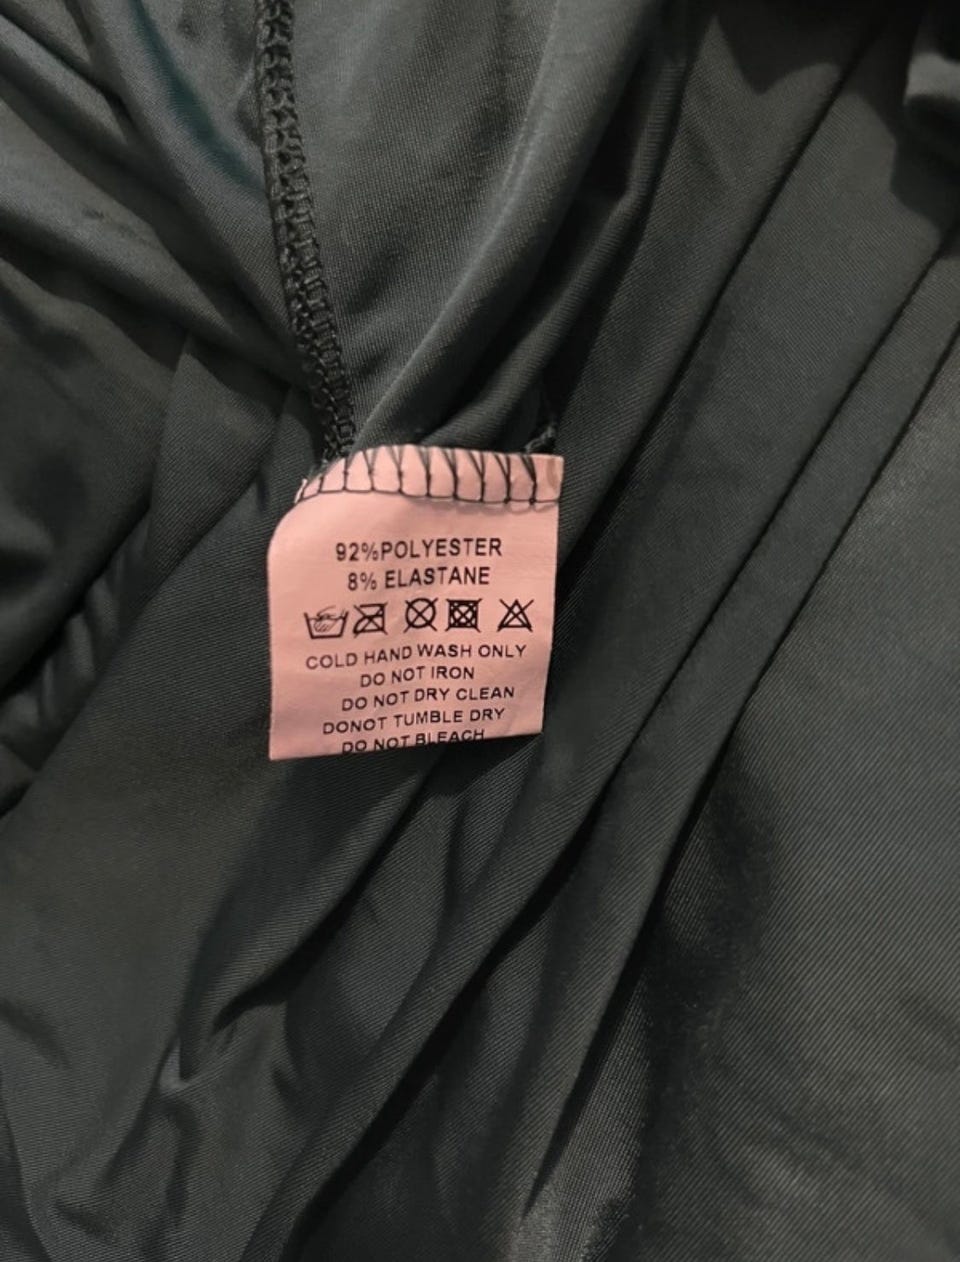 92%POLYESTER
8% ELASTANE
COLD HAND WASH ONLY
DO NOT IRON
DO NOT DRY CLEAN
DONOT TUMBLE DRY
DO NOT BLEACH